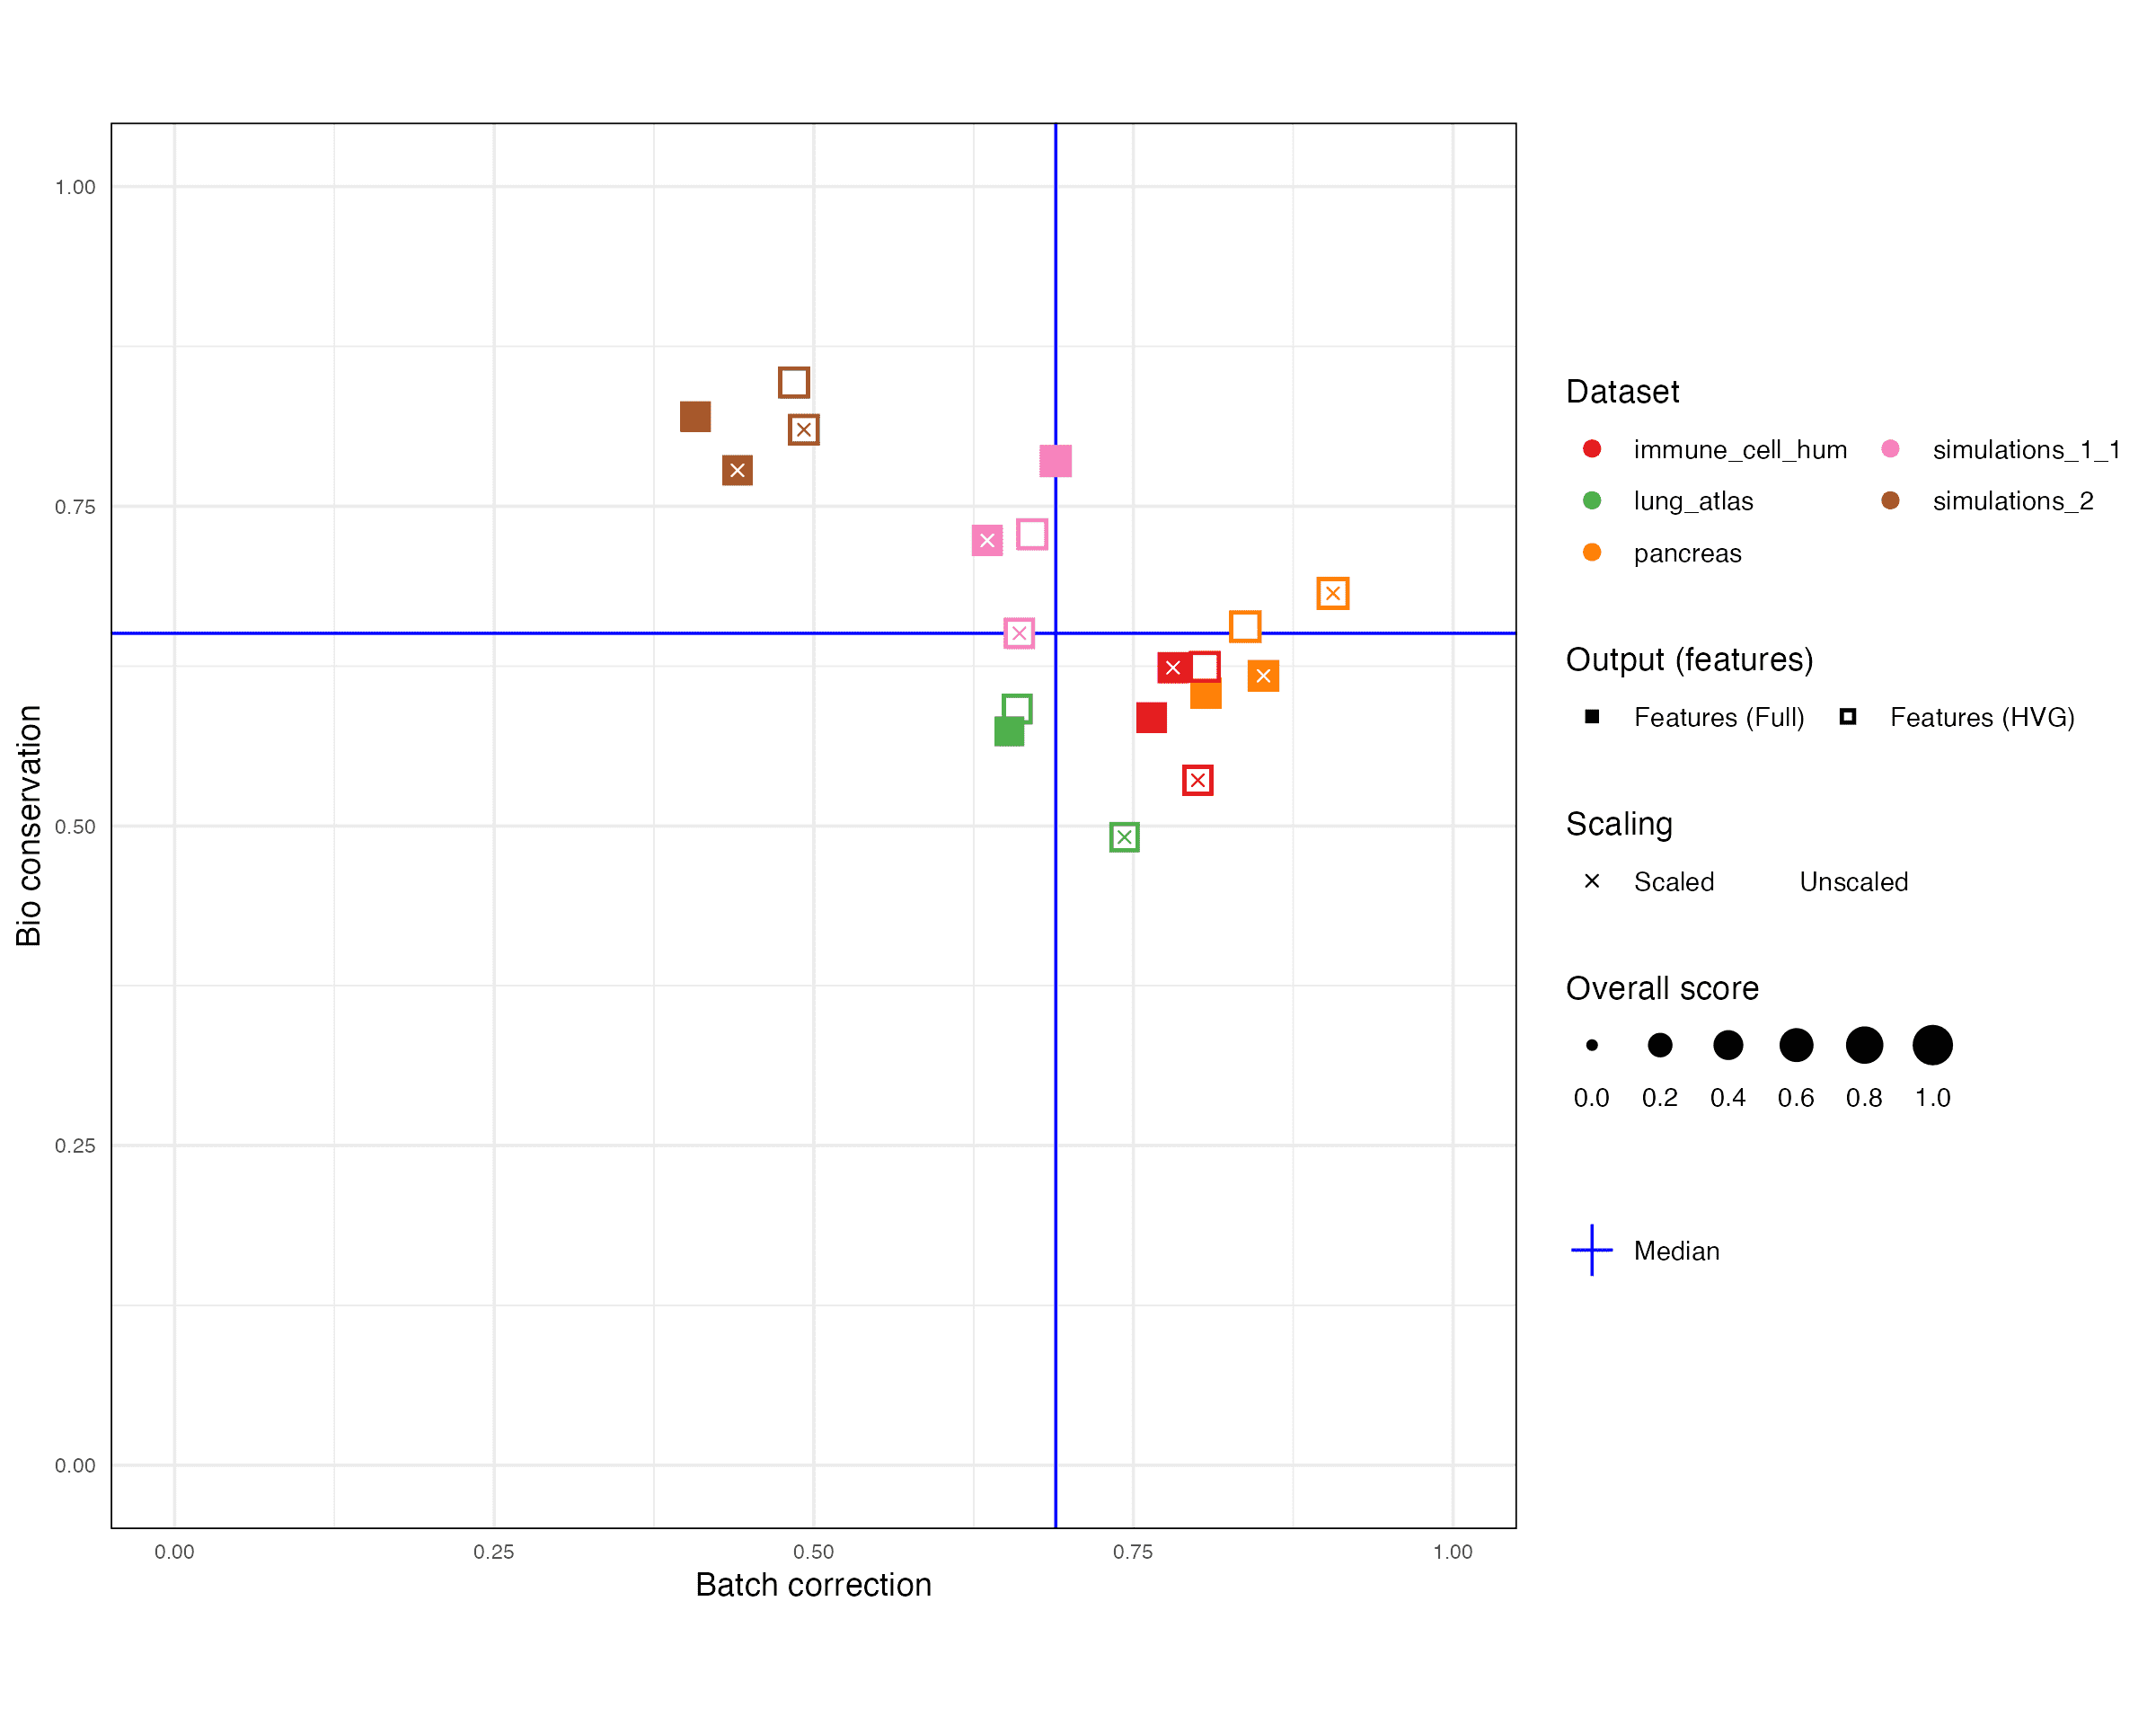 1.00
0.75
0.50
0.25
0.00
Bio conservation
0.00 0.25 0.50 0.75 1.00
Batch correction
Dataset
immune_cell_hum simulations_1_1
lung_atlas simulations_2
pancreas
Output (features)
Features (Full) Features (HVG)
Scaling
Scaled Unscaled
Overall score
0.0 0.2 0.4 0.6 0.8 1.0
Median